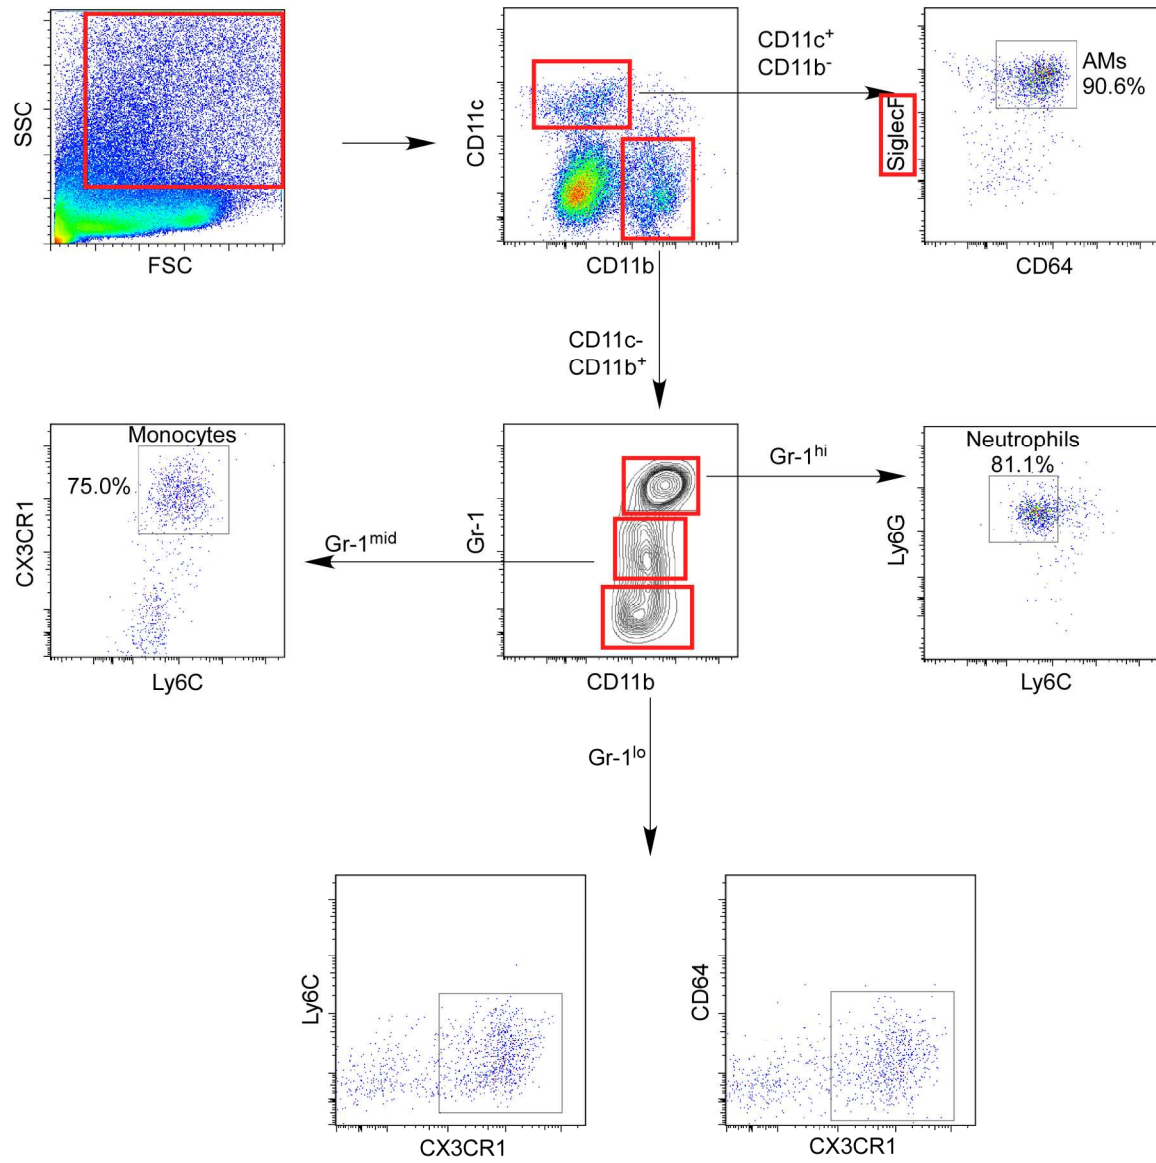 SSC
FSC
CD11c
CD11b
CD11c⁺
CD11b⁻
SiglecF
AMs
90.6%
CD64
CD11c-
CD11b⁺
Monocytes
75.0%
CX3CR1
Ly6C
Gr-1ᵐⁱᵈ
Gr-1
CD11b
Gr-1ʰⁱ
Neutrophils
81.1%
Ly6G
Ly6C
Gr-1ˡᵒ
Ly6C
CX3CR1
CD64
CX3CR1